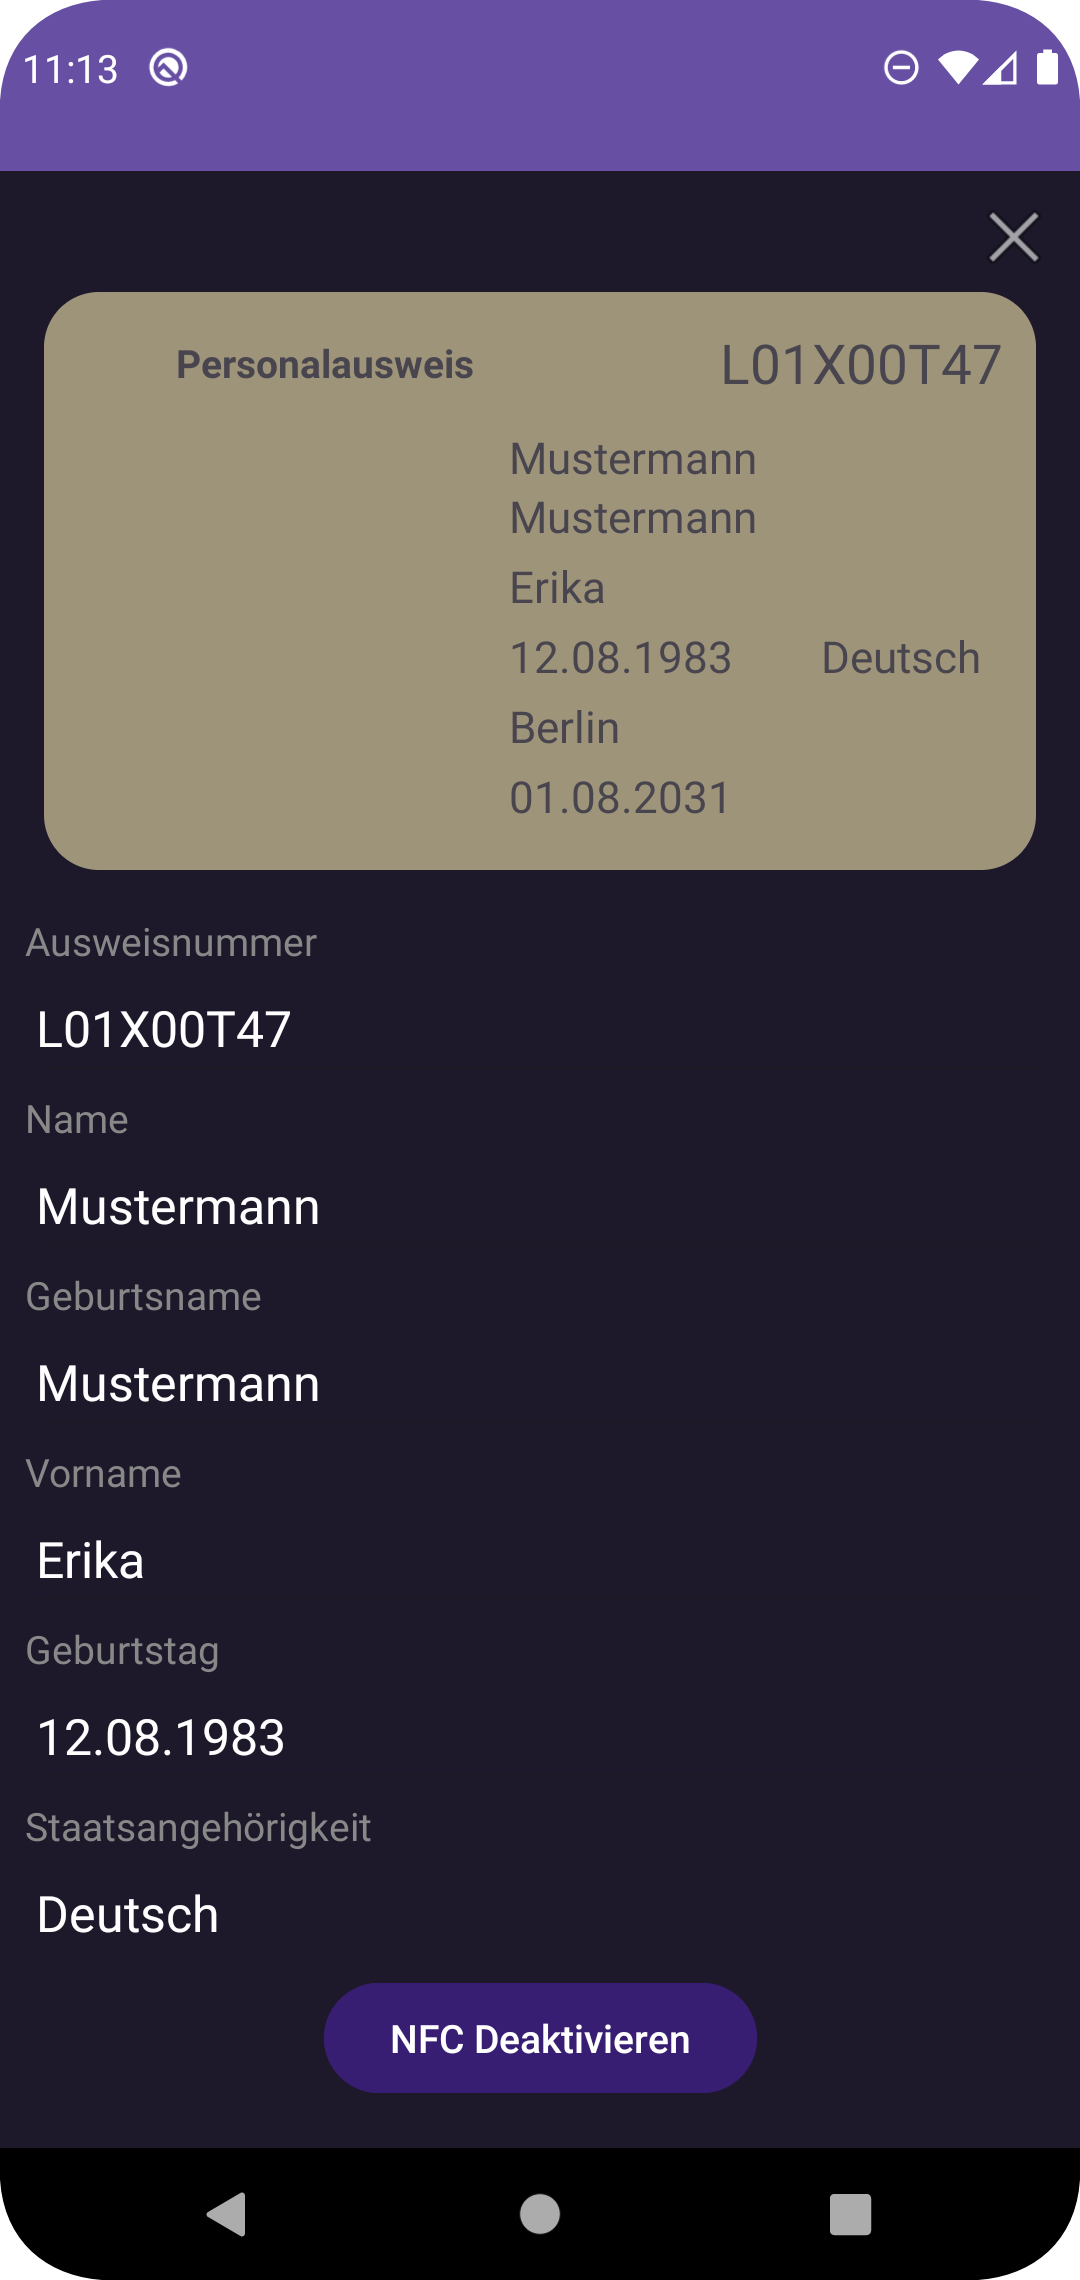 11:13
Personalausweis L01X00T47
Mustermann
Mustermann
Erika
12.08.1983 Deutsch
Berlin
01.08.2031
Ausweisnummer
L01X00T47
Name
Mustermann
Geburtsname
Mustermann
Vorname
Erika
Geburtstag
12.08.1983
Staatsangehörigkeit
Deutsch
NFC Deaktivieren